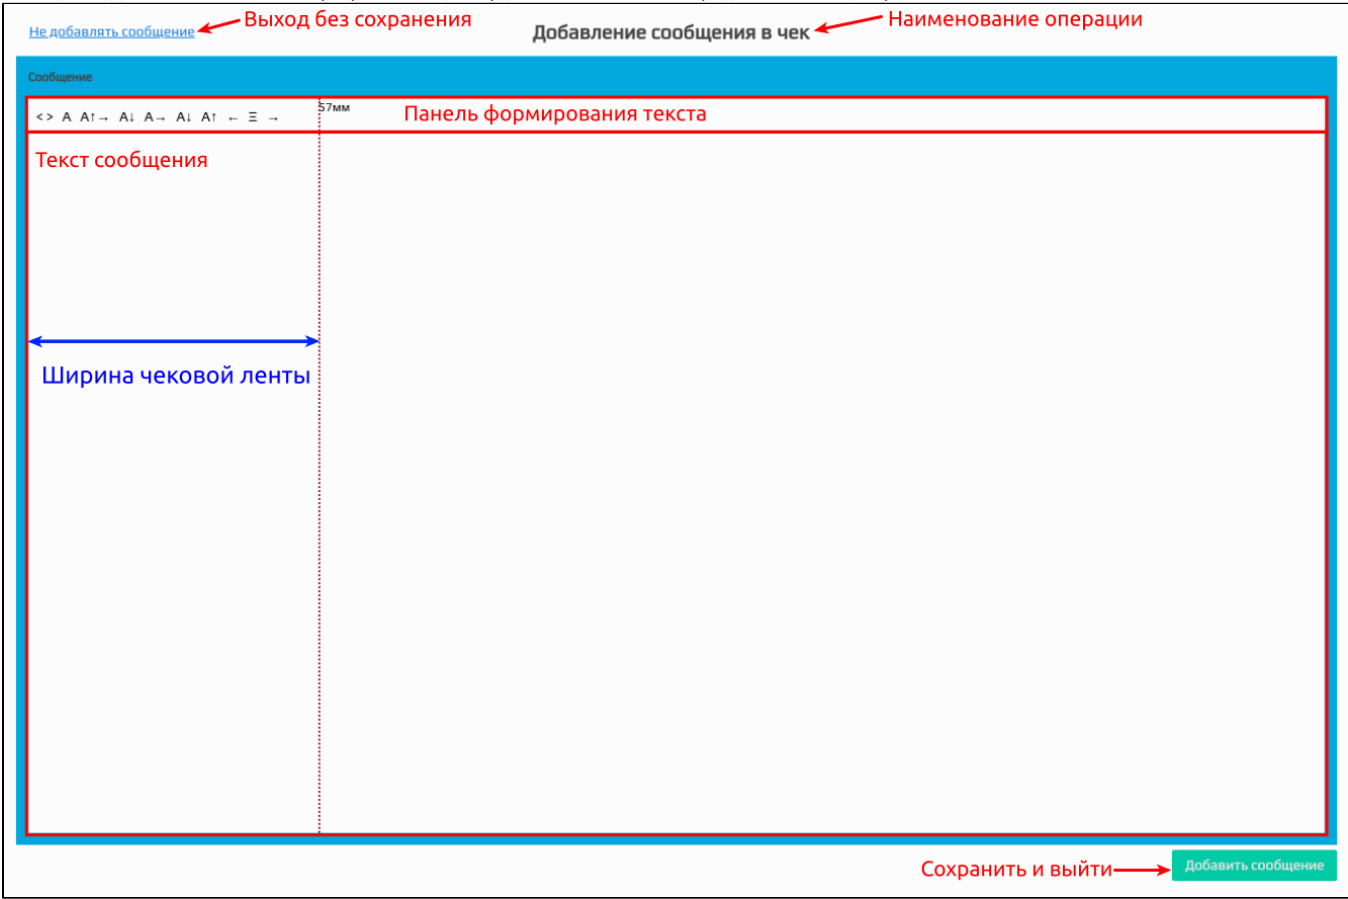 Выход без сохранения
Наименование операции
Не добавлять сообщение
Добавление сообщения в чек
Сообщение
57мм
<> A A↑→ A↓ A→ A↓ A↑ ← Ξ →
Панель формирования текста
Текст сообщения
Ширина чековой ленты
Сохранить и выйти
Добавить сообщение